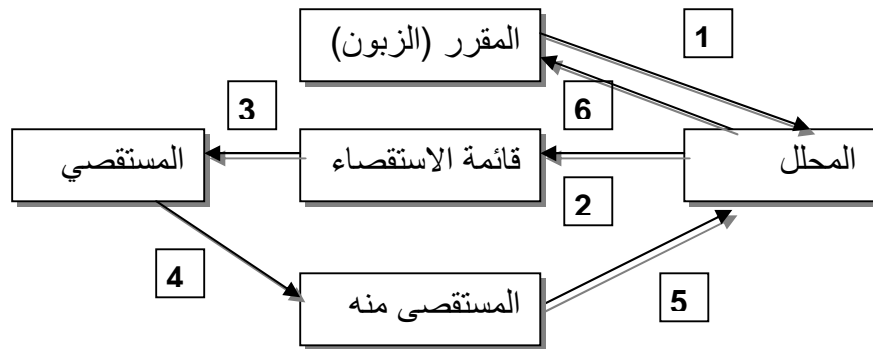 المقرر (الزبون)
1
3
6
المستقصي
قائمة الاستقصاء
المحلل
2
4
المستقصى منه
5